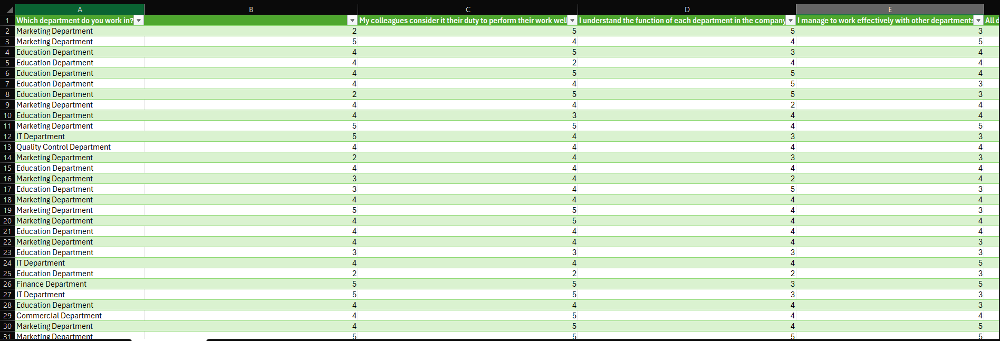 A B C D E
1 Which department do you work in? My colleagues consider it their duty to perform their work well I understand the function of each department in the company I manage to work effectively with other departments All d
2 Marketing Department 2 5 5 3
3 Marketing Department 5 4 4 5
4 Education Department 4 5 3 4
5 Education Department 4 2 4 4
6 Education Department 4 5 5 4
7 Education Department 4 4 5 3
8 Education Department 2 5 5 3
9 Marketing Department 4 4 2 4
10 Education Department 4 3 4 4
11 Marketing Department 5 5 4 5
12 IT Department 5 4 3 3
13 Quality Control Department 4 4 4 4
14 Marketing Department 2 4 3 3
15 Education Department 4 4 4 4
16 Marketing Department 3 4 2 4
17 Education Department 3 4 5 3
18 Marketing Department 4 4 4 4
19 Marketing Department 5 5 4 3
20 Marketing Department 4 5 4 4
21 Education Department 4 4 4 4
22 Marketing Department 4 4 4 3
23 Education Department 3 3 3 3
24 IT Department 4 4 4 5
25 Education Department 2 2 2 3
26 Finance Department 5 5 3 5
27 IT Department 5 5 3 3
28 Education Department 4 4 4 3
29 Commercial Department 4 5 4 4
30 Marketing Department 4 5 4 5
31 Marketing Department 5 5 5 5